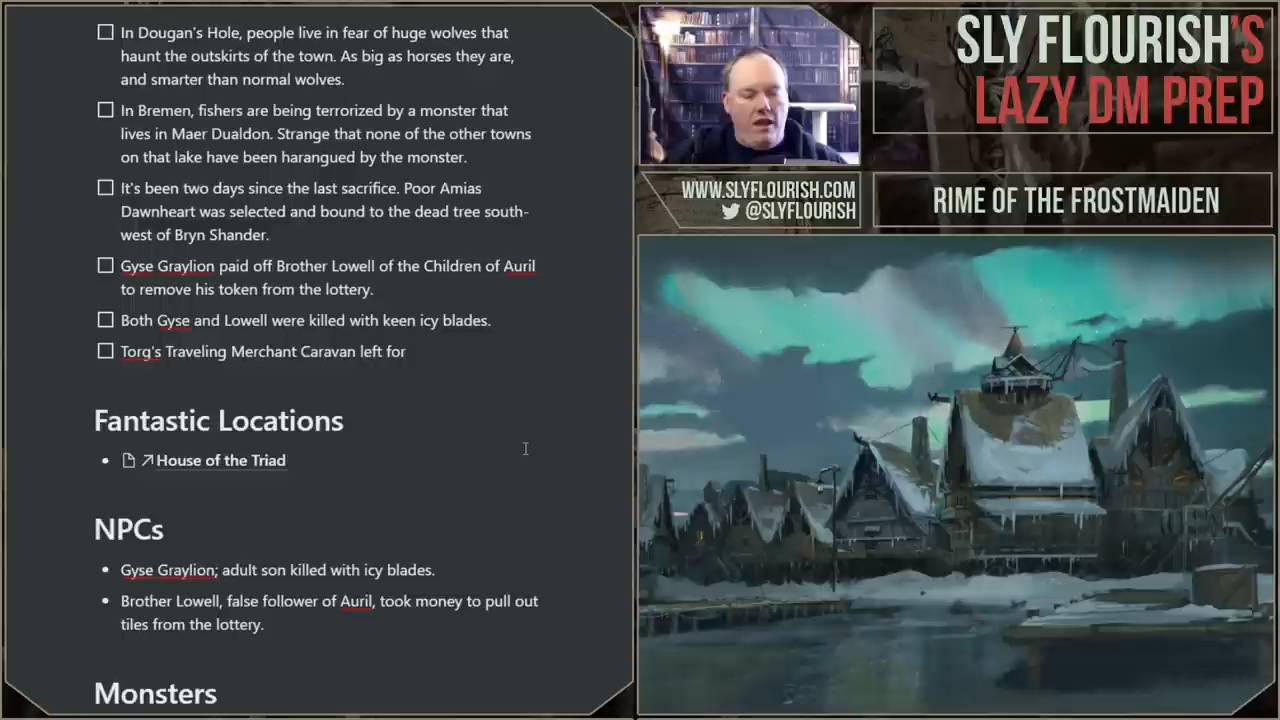 In Dougan's Hole, people live in fear of huge wolves that
haunt the outskirts of the town. As big as horses they are,
and smarter than normal wolves.
In Bremen, fishers are being terrorized by a monster that
lives in Maer Dualdon. Strange that none of the other towns
on that lake have been harangued by the monster.
It's been two days since the last sacrifice. Poor Amias
Dawnheart was selected and bound to the dead tree south-
west of Bryn Shander.
Gyse Graylion paid off Brother Lowell of the Children of Auril
to remove his token from the lottery.
Both Gyse and Lowell were killed with keen icy blades.
Torg's Traveling Merchant Caravan left for
Fantastic Locations
House of the Triad
NPCs
Gyse Graylion; adult son killed with icy blades.
Brother Lowell, false follower of Auril, took money to pull out
tiles from the lottery.
Monsters
SLY FLOURISH'S
LAZY DM PREP
WWW.SLYFLOURISH.COM
@SLYFLOURISH
RIME OF THE FROSTMAIDEN